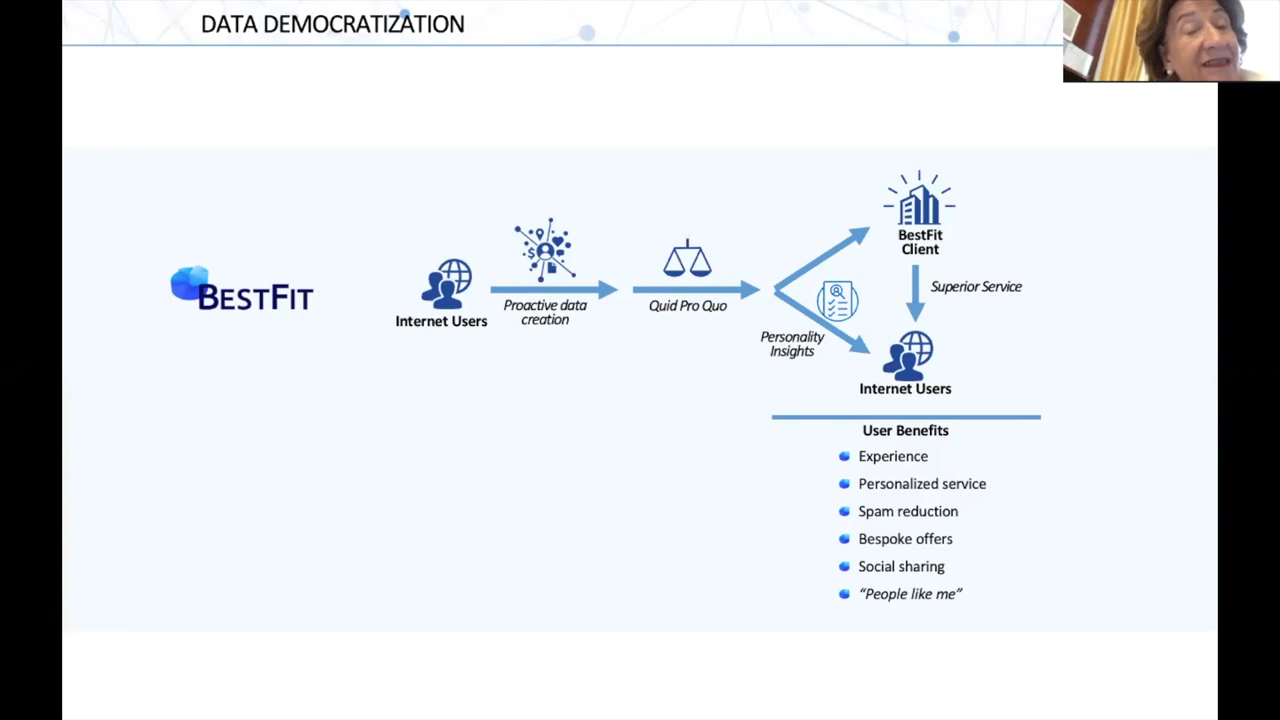 DATA DEMOCRATIZATION
BESTFIT
Internet Users
Proactive data
creation
Quid Pro Quo
Personality
Insights
BestFit
Client
Superior Service
Internet Users
User Benefits
Experience
Personalized service
Spam reduction
Bespoke offers
Social sharing
“People like me”